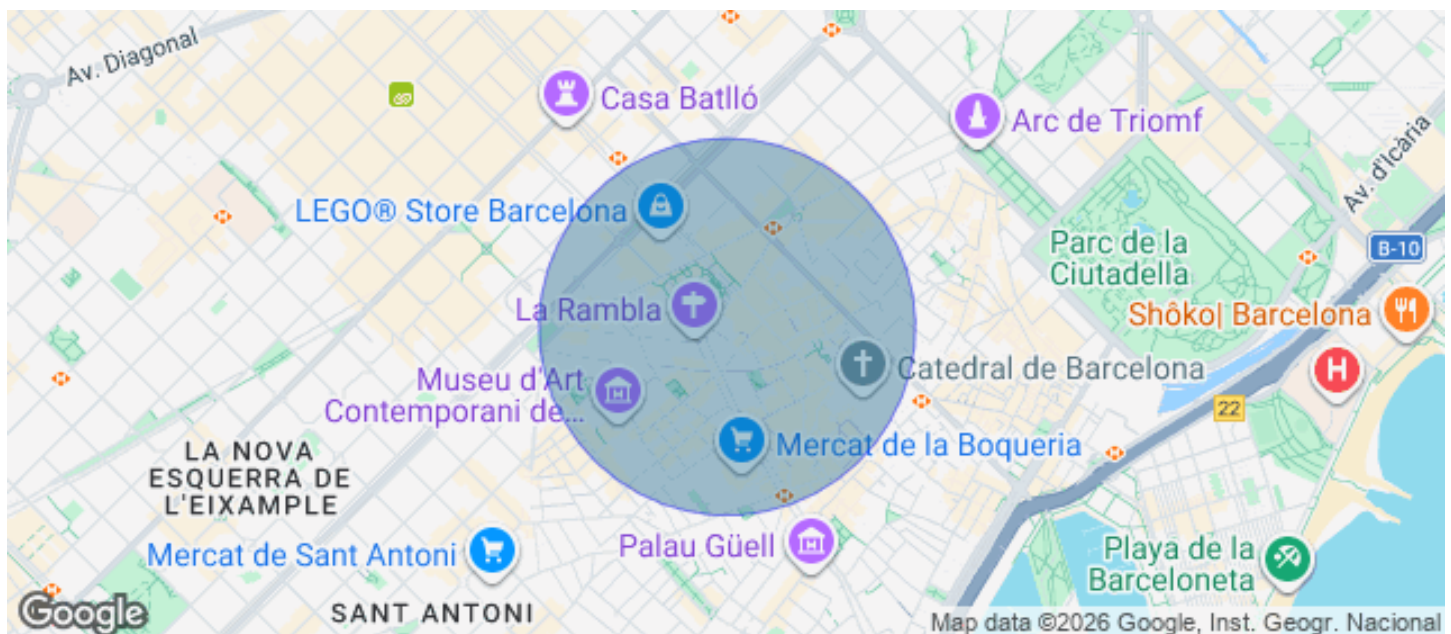 Av. Diagonal
Casa Batlló
Arc de Triomf
Av. d'Icària
LEGO® Store Barcelona
Parc de la
Ciutadella
B-10
La Rambla
Shôko| Barcelona
Museu d'Art
Contemporani de...
Catedral de Barcelona
H
22
Mercat de la Boqueria
LA NOVA
ESQUERRA DE
L'EIXAMPLE
Mercat de Sant Antoni
Palau Güell
Playa de la
Barceloneta
SANT ANTONI
Google
Map data ©2026 Google, Inst. Geogr. Nacional